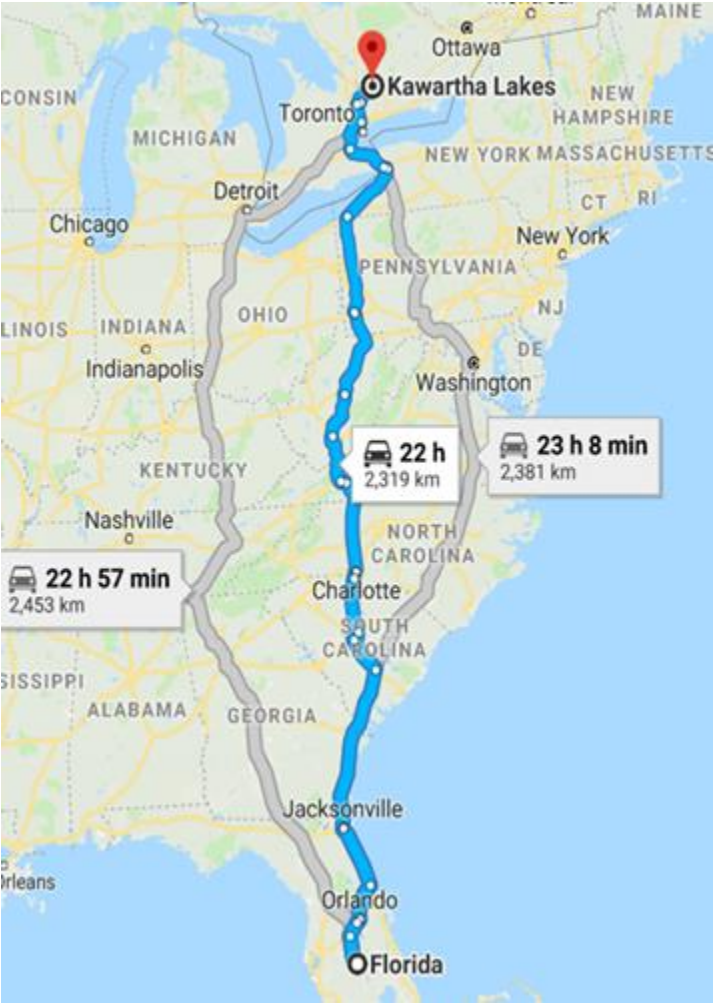 MAINE
Ottawa
Kawartha Lakes
CONSIN
Toronto
NEW
HAMPSHIRE
MICHIGAN
NEW YORK
MASSACHUSETTS
Detroit
CT
RI
Chicago
New York
PENNSYLVANIA
OHIO
NJ
LINOIS
INDIANA
DE
Indianapolis
Washington
22 h
2,319 km
23 h 8 min
2,381 km
KENTUCKY
Nashville
NORTH
CAROLINA
22 h 57 min
2,453 km
Charlotte
SOUTH
CAROLINA
SISSIPPI
ALABAMA
GEORGIA
Jacksonville
Orleans
Orlando
Florida